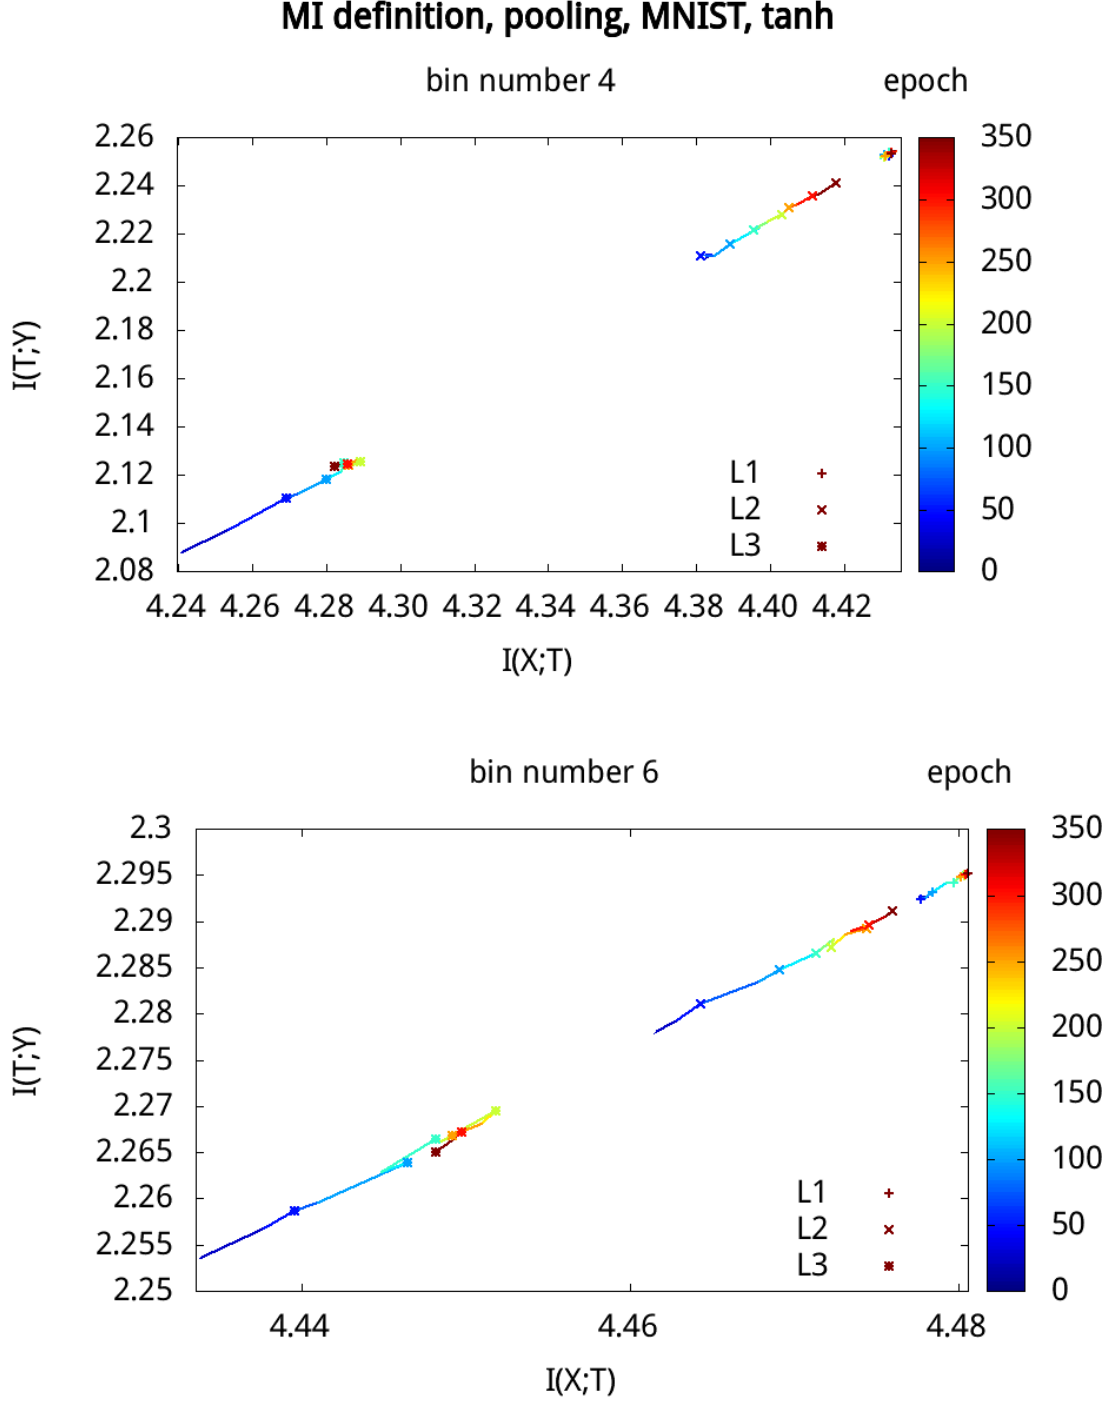 MI definition, pooling, MNIST, tanh
bin number 4 epoch
2.26
2.24
2.22
2.2
2.18
2.16
2.14
2.12
2.1
2.08
I(T;Y)
4.24 4.26 4.28 4.30 4.32 4.34 4.36 4.38 4.40 4.42
I(X;T)
L1
L2
L3
350
300
250
200
150
100
50
0
bin number 6 epoch
2.3
2.295
2.29
2.285
2.28
2.275
2.27
2.265
2.26
2.255
2.25
I(T;Y)
4.44 4.46 4.48
I(X;T)
L1
L2
L3
350
300
250
200
150
100
50
0